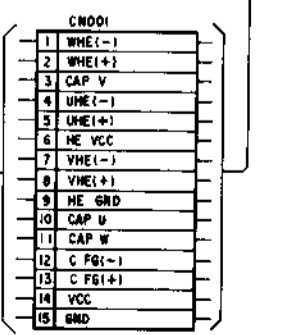 CN001
1 WHE(-)
2 WHE(+)
3 CAP V
4 UHE(-)
5 UHE(+)
6 HE VCC
7 VHE(-)
8 VHE(+)
9 HE GND
10 CAP U
11 CAP W
12 C FG(-)
13 C FG(+)
14 VCC
15 GND